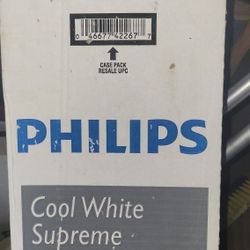 0 46677 42267 7
CASE PACK
RESALE UPC
PHILIPS
Cool White
Supreme